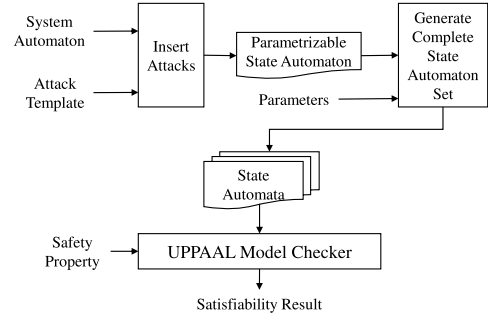 System
Automaton
Attack
Template
Insert
Attacks
Parametrizable
State Automaton
Parameters
Generate
Complete
State
Automaton
Set
State
Automata
Safety
Property
UPPAAL Model Checker
Satisfiability Result